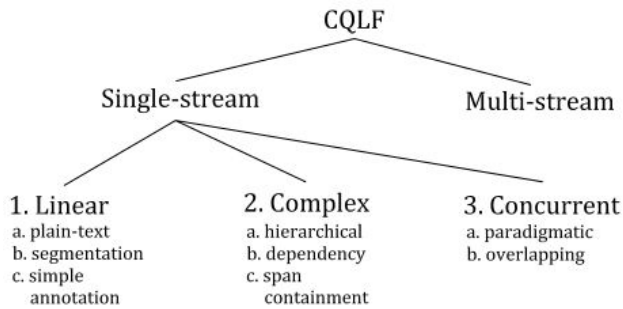 CQLF
Single-stream
Multi-stream
1. Linear
a. plain-text
b. segmentation
c. simple
annotation
2. Complex
a. hierarchical
b. dependency
c. span
containment
3. Concurrent
a. paradigmatic
b. overlapping